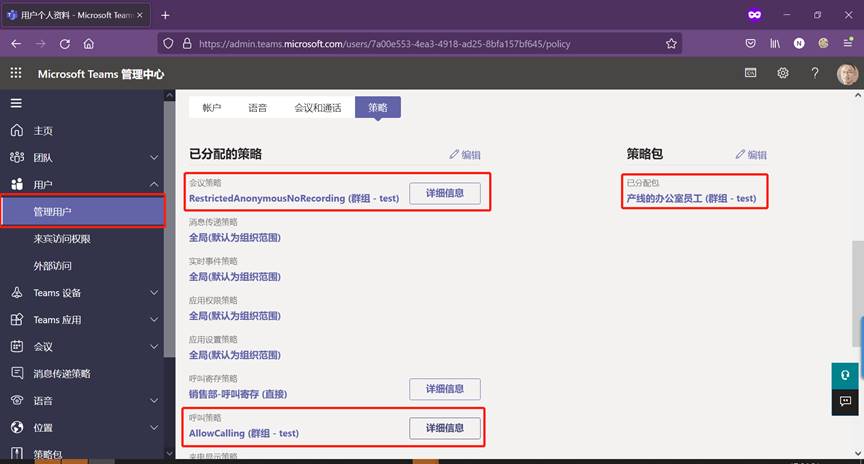 用户个人资料 - Microsoft Team
https://admin.teams.microsoft.com/users/7a00e553-4ea3-4918-ad25-8bfa157bf645/policy
Microsoft Teams 管理中心
主页
团队
用户
管理用户
来宾访问权限
外部访问
Teams 设备
Teams 应用
会议
消息传递策略
语音
位置
策略包
帐户
语音
会议和通话
策略
已分配的策略
编辑
会议策略
RestrictedAnonymousNoRecording (群组 - test)
详细信息
消息传递策略
全局(默认为组织范围)
实时事件策略
全局(默认为组织范围)
应用权限策略
全局(默认为组织范围)
应用设置策略
全局(默认为组织范围)
呼叫寄存策略
销售部-呼叫寄存 (直接)
详细信息
呼叫策略
AllowCalling (群组 - test)
详细信息
来电显示策略
策略包
编辑
已分配包
产线的办公室员工 (群组 - test)